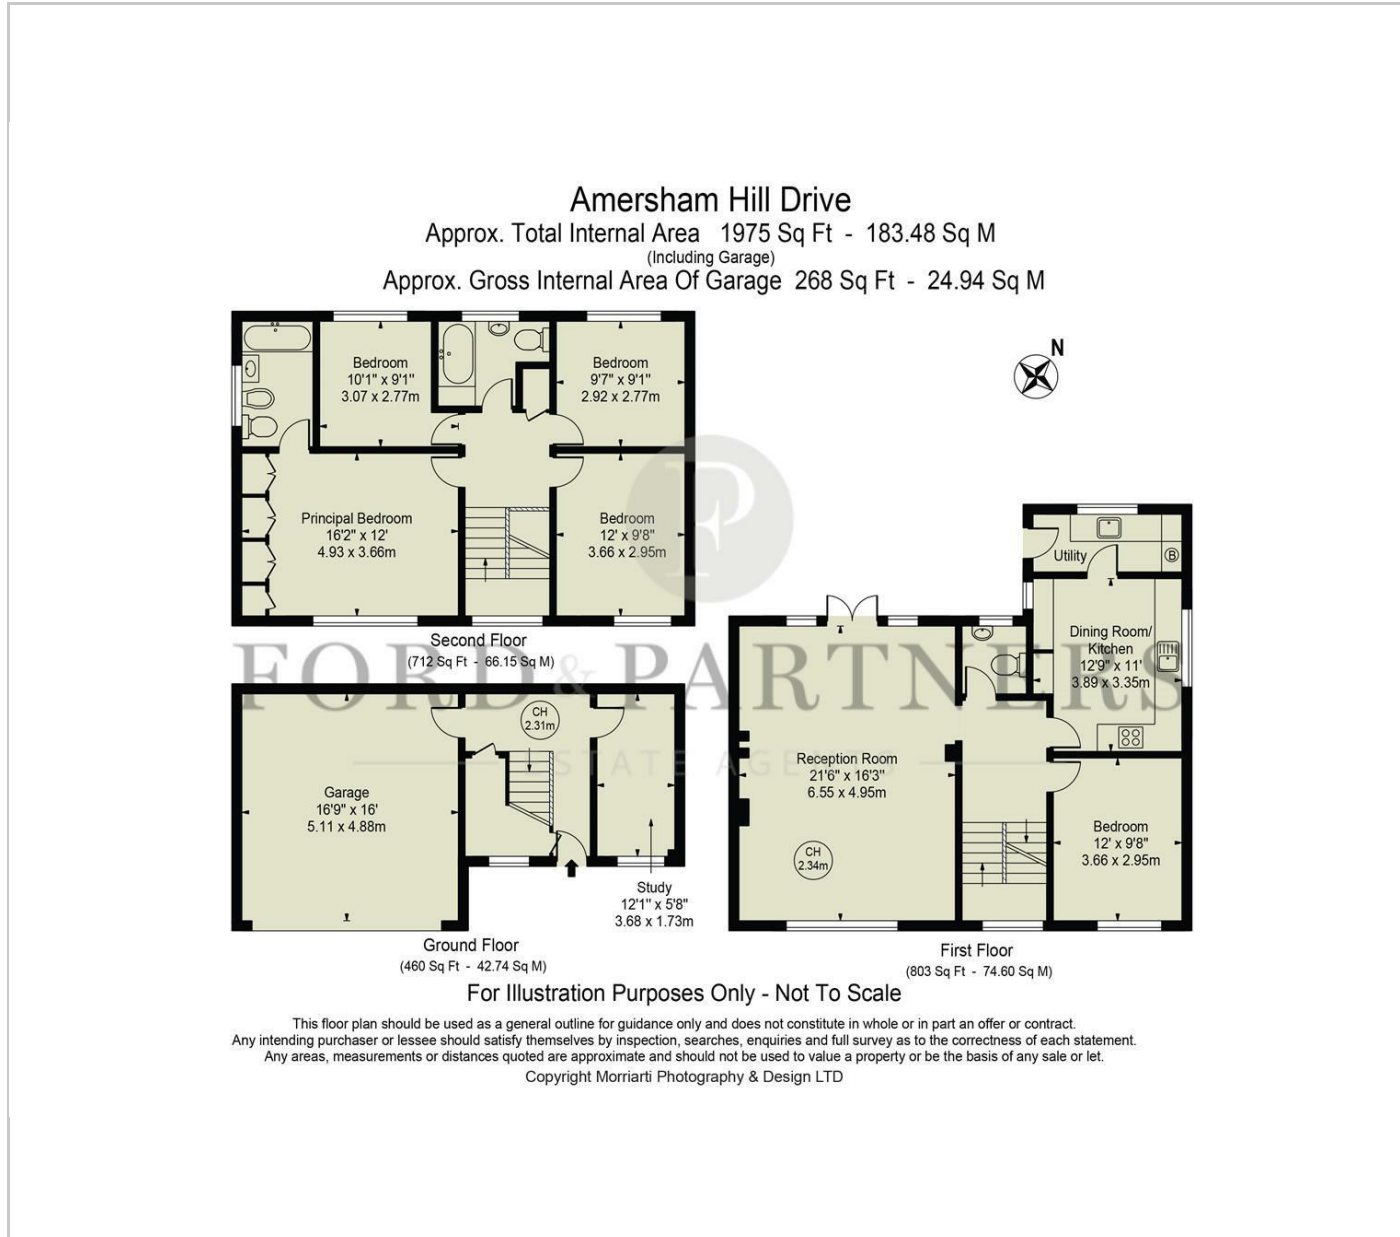 Amersham Hill Drive
Approx. Total Internal Area 1975 Sq Ft - 183.48 Sq M
(Including Garage)
Approx. Gross Internal Area Of Garage 268 Sq Ft - 24.94 Sq M
N
Bedroom
10'1" x 9'1"
3.07 x 2.77m
Bedroom
9'7" x 9'1"
2.92 x 2.77m
Principal Bedroom
16'2" x 12'
4.93 x 3.66m
Bedroom
12' x 9'8"
3.66 x 2.95m
Second Floor
(712 Sq Ft - 66.15 Sq M)
F
FORD & PARTNERS
ESTATE AGENTS
Utility
B
Dining Room/
Kitchen
12'9" x 11'
3.89 x 3.35m
Reception Room
21'6" x 16'3"
6.55 x 4.95m
CH
2.34m
Bedroom
12' x 9'8"
3.66 x 2.95m
First Floor
(803 Sq Ft - 74.60 Sq M)
CH
2.31m
Garage
16'9" x 16'
5.11 x 4.88m
Study
12'1" x 5'8"
3.68 x 1.73m
Ground Floor
(460 Sq Ft - 42.74 Sq M)
For Illustration Purposes Only - Not To Scale
This floor plan should be used as a general outline for guidance only and does not constitute in whole or in part an offer or contract.
Any intending purchaser or lessee should satisfy themselves by inspection, searches, enquiries and full survey as to the correctness of each statement.
Any areas, measurements or distances quoted are approximate and should not be used to value a property or be the basis of any sale or let.
Copyright Morriarti Photography & Design LTD